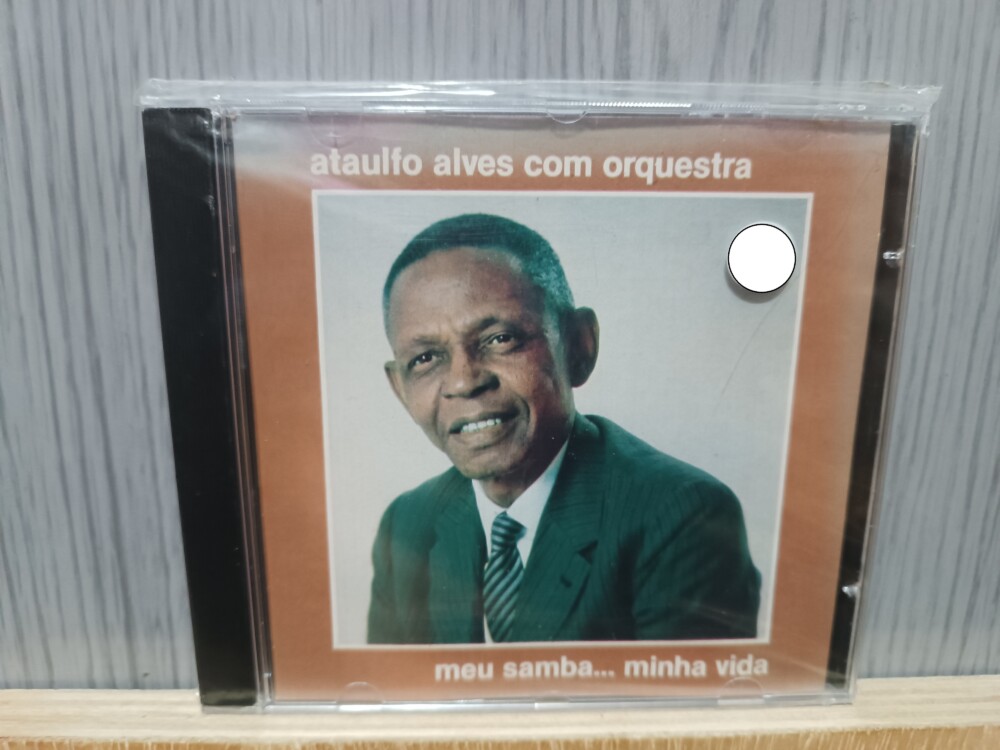 ataulfo alves com orquestra
meu samba... minha vida